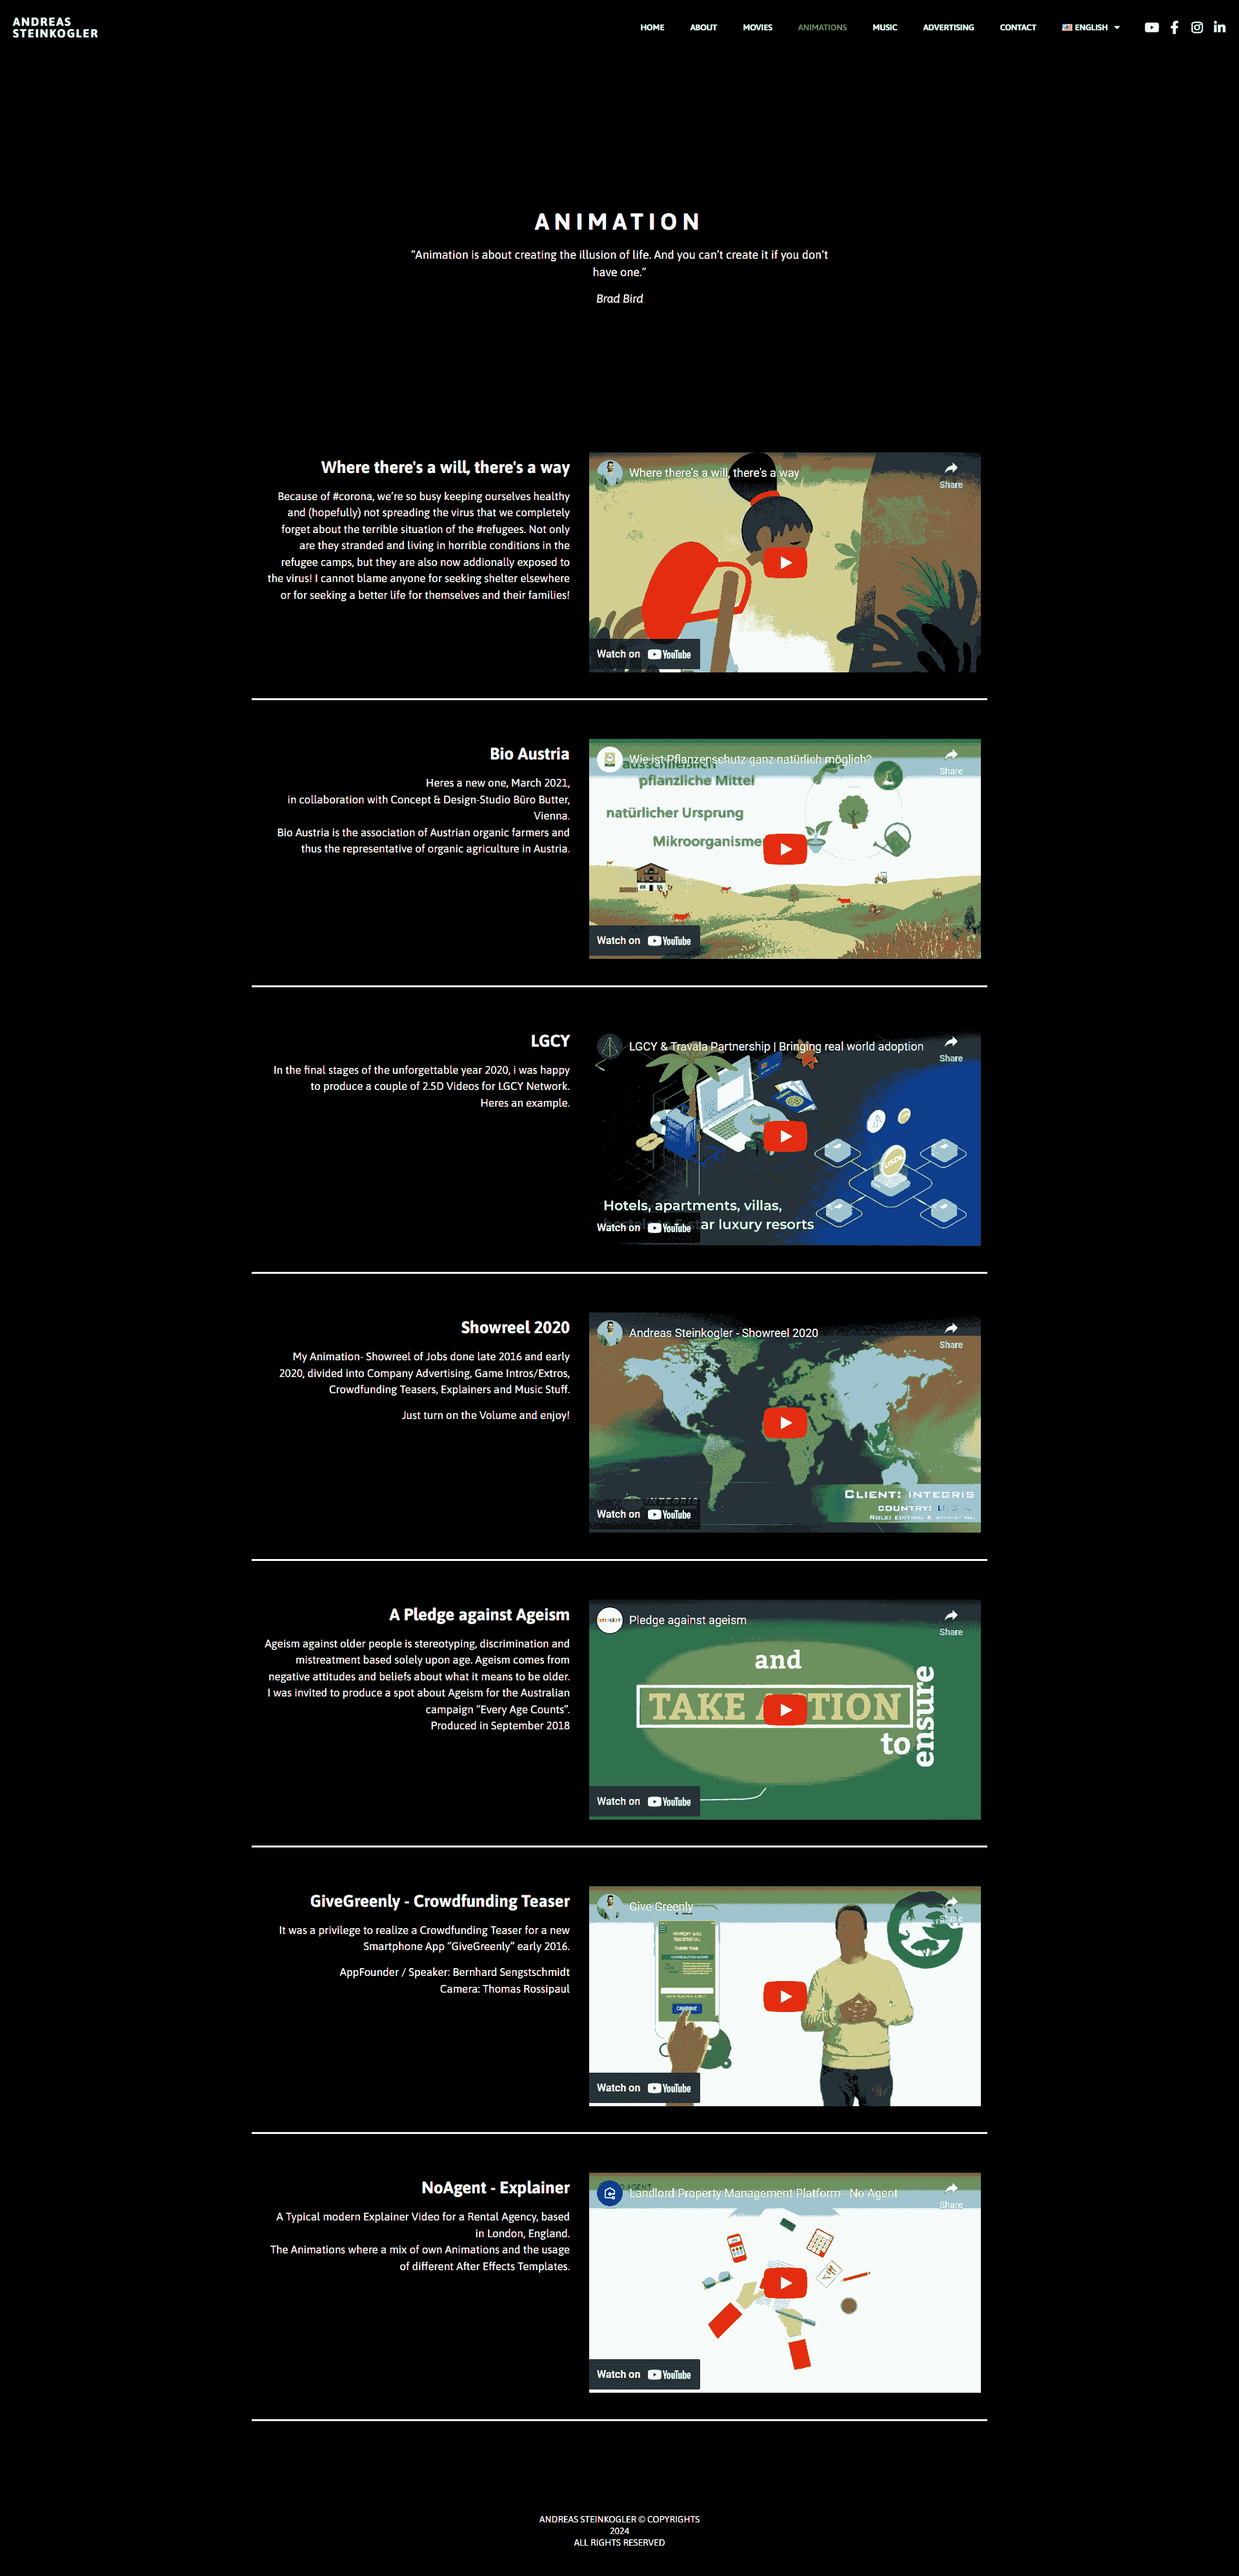 ANDREAS
STEINKOGLER
HOME ABOUT MOVIES ANIMATIONS MUSIC ADVERTISING CONTACT ENGLISH
ANIMATION
“Animation is about creating the illusion of life. And you can’t create it if you don’t
have one.”
Brad Bird
Where there's a will, there's a way
Because of #corona, we’re so busy keeping ourselves healthy
and (hopefully) not spreading the virus that we completely
forget about the terrible situation of the #refugees. Not only
are they stranded and living in horrible conditions in the
refugee camps, but they are also now addionally exposed to
the virus! I cannot blame anyone for seeking shelter elsewhere
or for seeking a better life for themselves and their families!
Where there's a will, there's a way
Share
Watch on YouTube
Bio Austria
Heres a new one, March 2021,
in collaboration with Concept & Design-Studio Büro Butter,
Vienna.
Bio Austria is the association of Austrian organic farmers and
thus the representative of organic agriculture in Austria.
Wie ist Pflanzenschutz ganz natürlich möglich?
Share
ausschließlich
pflanzliche Mittel
natürlicher Ursprung
Mikroorganisme
Watch on YouTube
LGCY
In the final stages of the unforgettable year 2020, i was happy
to produce a couple of 2.5D Videos for LGCY Network.
Heres an example.
LGCY & Travala Partnership | Bringing real world adoption
Share
Hotels, apartments, villas,
ar luxury resorts
Watch on YouTube
Showreel 2020
My Animation- Showreel of Jobs done late 2016 and early
2020, divided into Company Advertising, Game Intros/Extros,
Crowdfunding Teasers, Explainers and Music Stuff.
Just turn on the Volume and enjoy!
Andreas Steinkogler - Showreel 2020
Share
CLIENT: INTEGRIS
COUNTRY:
Watch on YouTube
A Pledge against Ageism
Ageism against older people is stereotyping, discrimination and
mistreatment based solely upon age. Ageism comes from
negative attitudes and beliefs about what it means to be older.
I was invited to produce a spot about Ageism for the Australian
campaign “Every Age Counts”.
Produced in September 2018
Pledge against ageism
Share
and
TAKE A TION
to ensure
Watch on YouTube
GiveGreenly - Crowdfunding Teaser
It was a privilege to realize a Crowdfunding Teaser for a new
Smartphone App “GiveGreenly” early 2016.
AppFounder / Speaker: Bernhard Sengstschmidt
Camera: Thomas Rossipaul
Give Greenly
Share
Watch on YouTube
NoAgent - Explainer
A Typical modern Explainer Video for a Rental Agency, based
in London, England.
The Animations where a mix of own Animations and the usage
of different After Effects Templates.
Landlord Property Management Platform - No Agent
Share
Watch on YouTube
ANDREAS STEINKOGLER © COPYRIGHTS
2024
ALL RIGHTS RESERVED